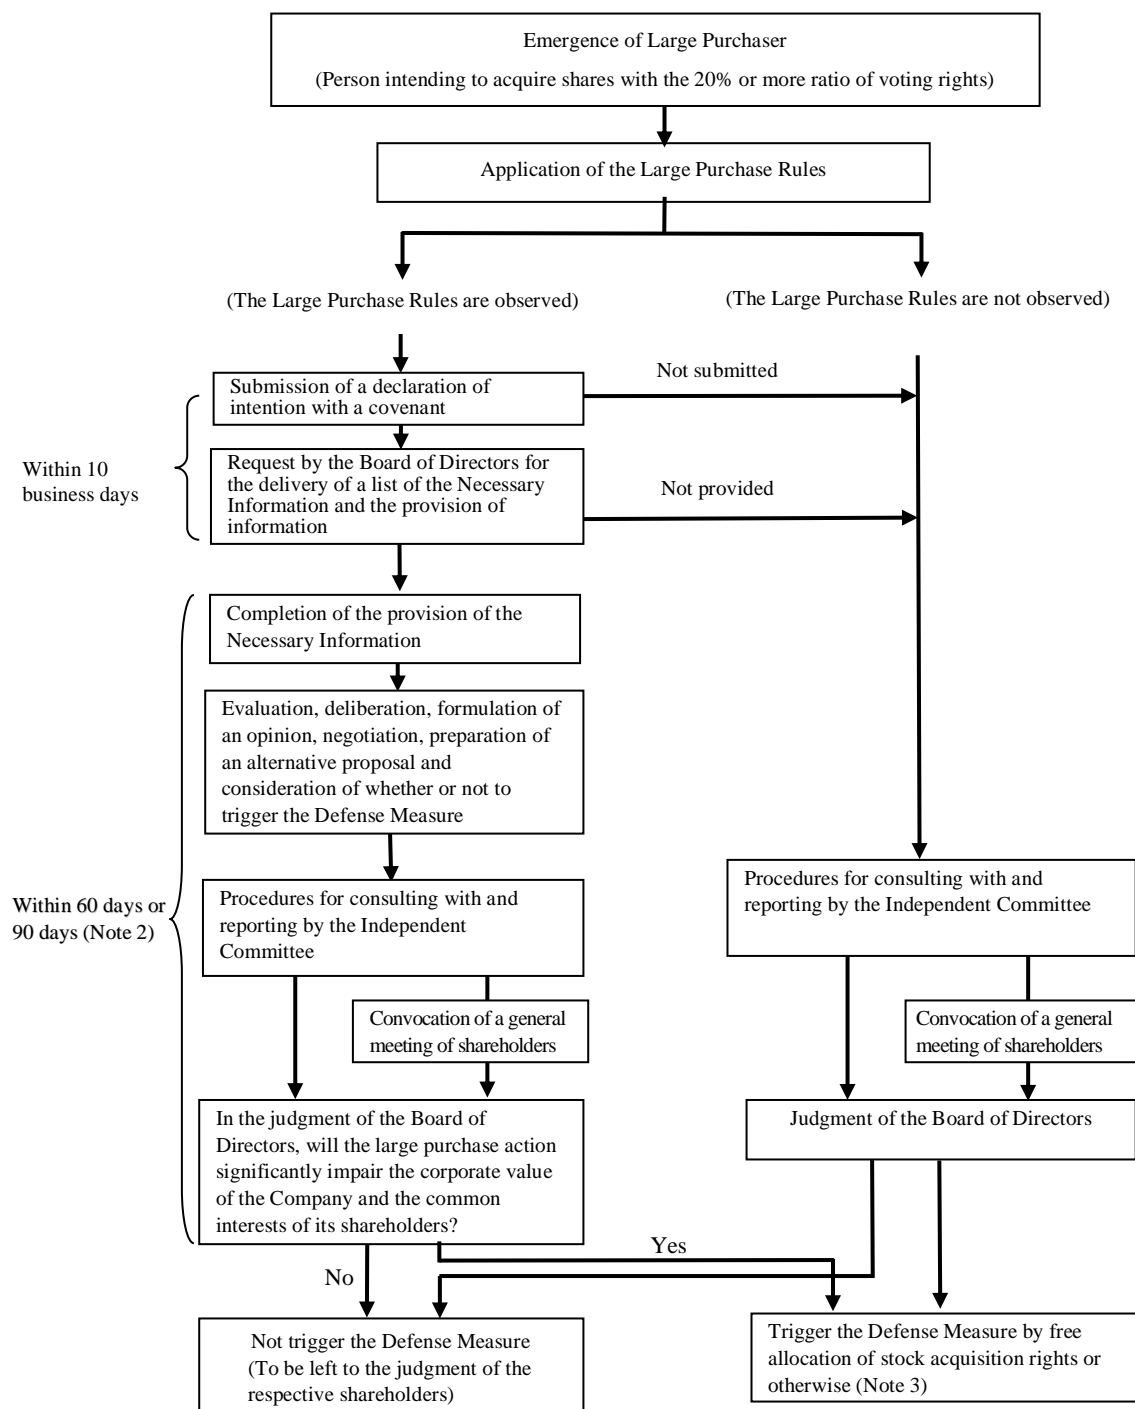 Emergence of Large Purchaser
(Person intending to acquire shares with the 20% or more ratio of voting rights)
Application of the Large Purchase Rules
(The Large Purchase Rules are observed)
(The Large Purchase Rules are not observed)
Submission of a declaration of
intention with a covenant
Not submitted
Within 10
business days
Request by the Board of Directors for
the delivery of a list of the Necessary
Information and the provision of
information
Not provided
Completion of the provision of the
Necessary Information
Evaluation, deliberation, formulation of
an opinion, negotiation, preparation of
an alternative proposal and
consideration of whether or not to
trigger the Defense Measure
Within 60 days or
90 days (Note 2)
Procedures for consulting with and
reporting by the Independent
Committee
Procedures for consulting with and
reporting by the Independent Committee
Convocation of a general
meeting of shareholders
Convocation of a general
meeting of shareholders
In the judgment of the Board of
Directors, will the large purchase action
significantly impair the corporate value
of the Company and the common
interests of its shareholders?
Judgment of the Board of Directors
Yes
No
Not trigger the Defense Measure
(To be left to the judgment of the
respective shareholders)
Trigger the Defense Measure by free
allocation of stock acquisition rights or
otherwise (Note 3)